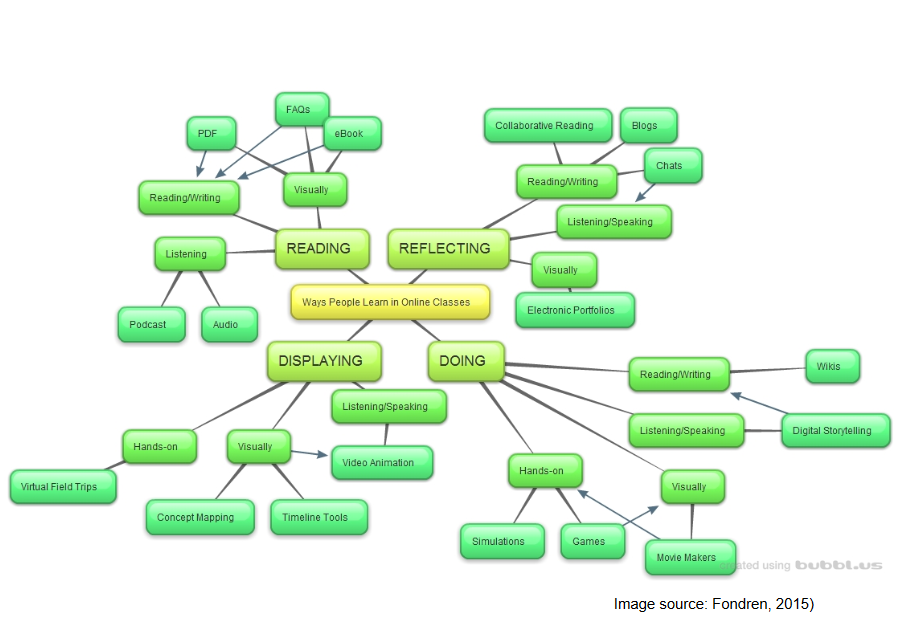 FAQs
PDF
eBook
Reading/Writing
Visually
READING
Listening
Podcast
Audio
Collaborative Reading
Blogs
Chats
Reading/Writing
Listening/Speaking
REFLECTING
Visually
Electronic Portfolios
Ways People Learn in Online Classes
DISPLAYING
Listening/Speaking
Hands-on
Visually
Video Animation
Virtual Field Trips
Concept Mapping
Timeline Tools
DOING
Reading/Writing
Wikis
Listening/Speaking
Digital Storytelling
Hands-on
Visually
Simulations
Games
Movie Makers
using bubbl.us
Image source: Fondren, 2015)